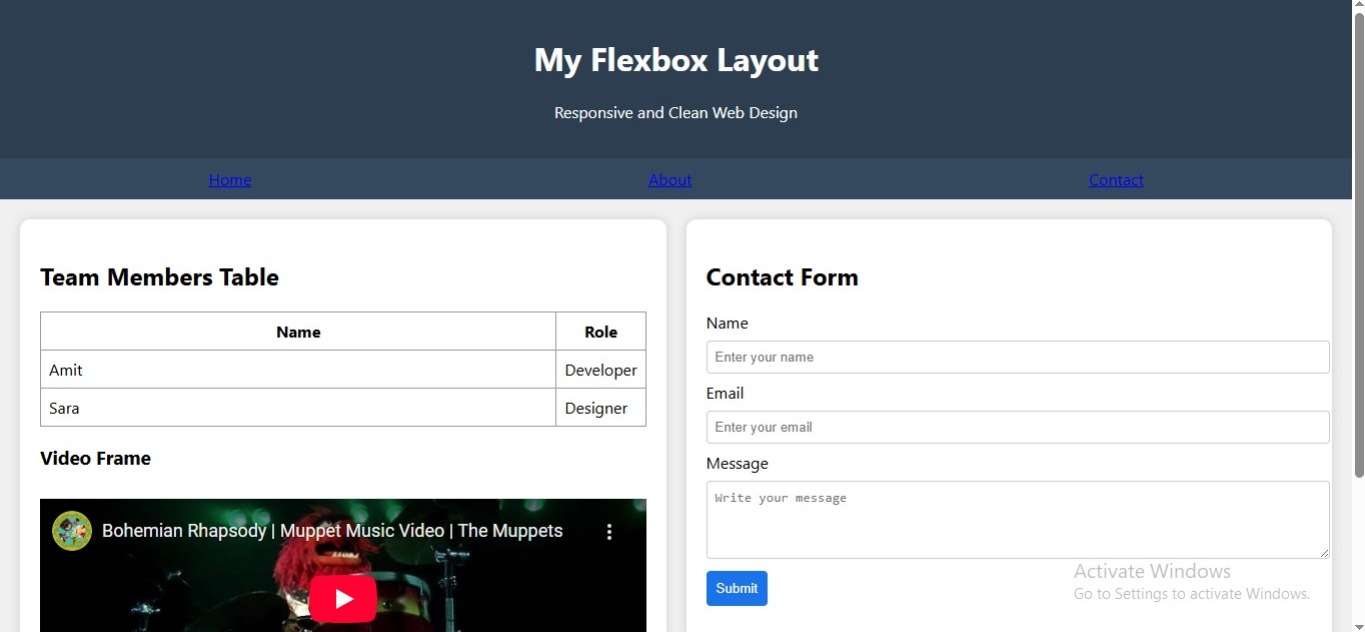 My Flexbox Layout
Responsive and Clean Web Design
Home About Contact
Team Members Table
Name Role
Amit Developer
Sara Designer
Video Frame
Bohemian Rhapsody | Muppet Music Video | The Muppets
Contact Form
Name
Enter your name
Email
Enter your email
Message
Write your message
Submit
Activate Windows
Go to Settings to activate Windows.